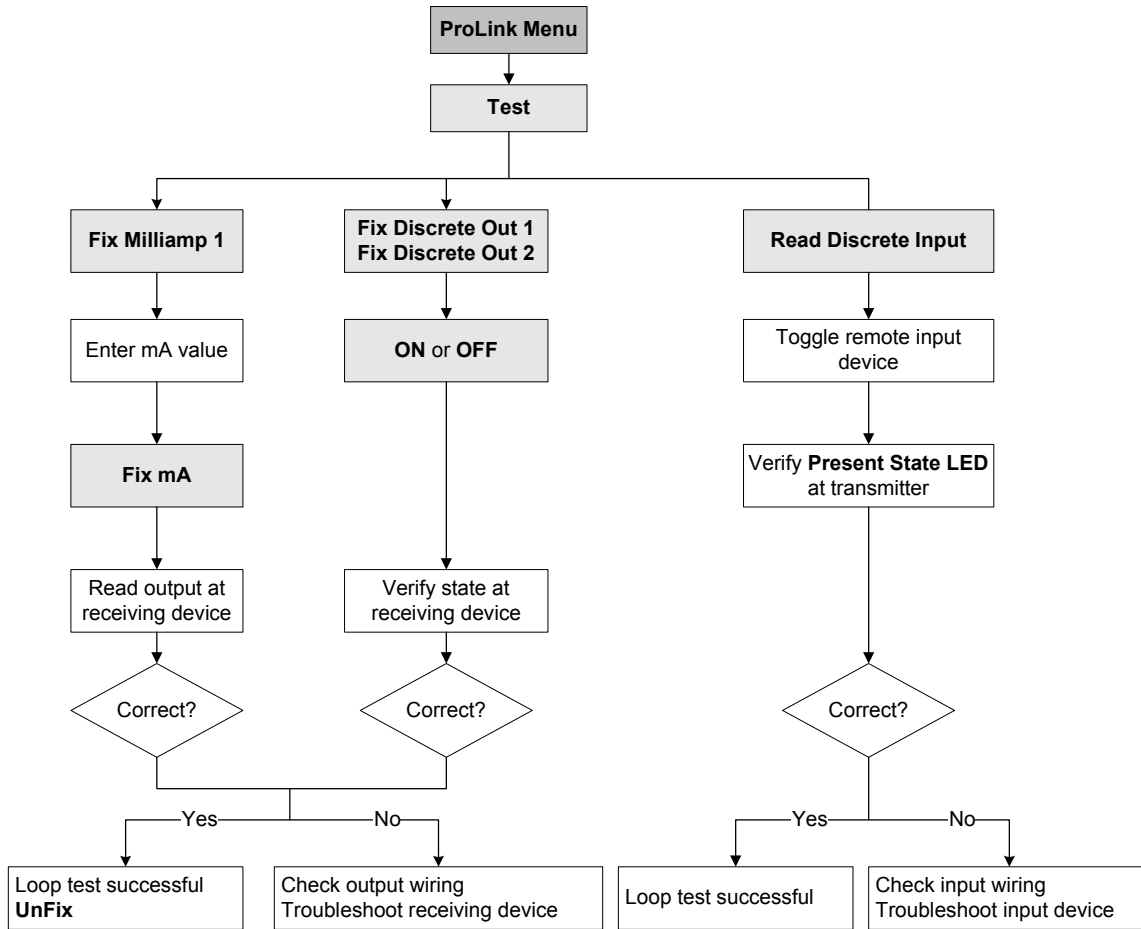 ProLink Menu
Test
Fix Milliamp 1
Fix Discrete Out 1
Fix Discrete Out 2
Read Discrete Input
Enter mA value
ON or OFF
Toggle remote input
device
Fix mA
Verify Present State LED
at transmitter
Read output at
receiving device
Verify state at
receiving device
Correct?
Correct?
Correct?
Yes
No
Yes
No
Loop test successful
UnFix
Check output wiring
Troubleshoot receiving device
Loop test successful
Check input wiring
Troubleshoot input device